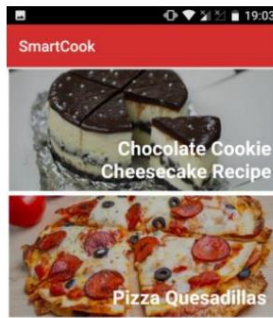 19:03
SmartCook
Chocolate Cookie
Cheesecake Recipe
Pizza Quesadillas